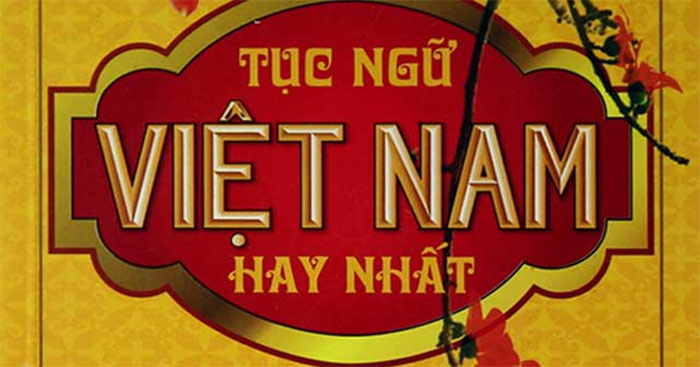 TỤC NGỮ
VIỆT NAM
HAY NHẤT